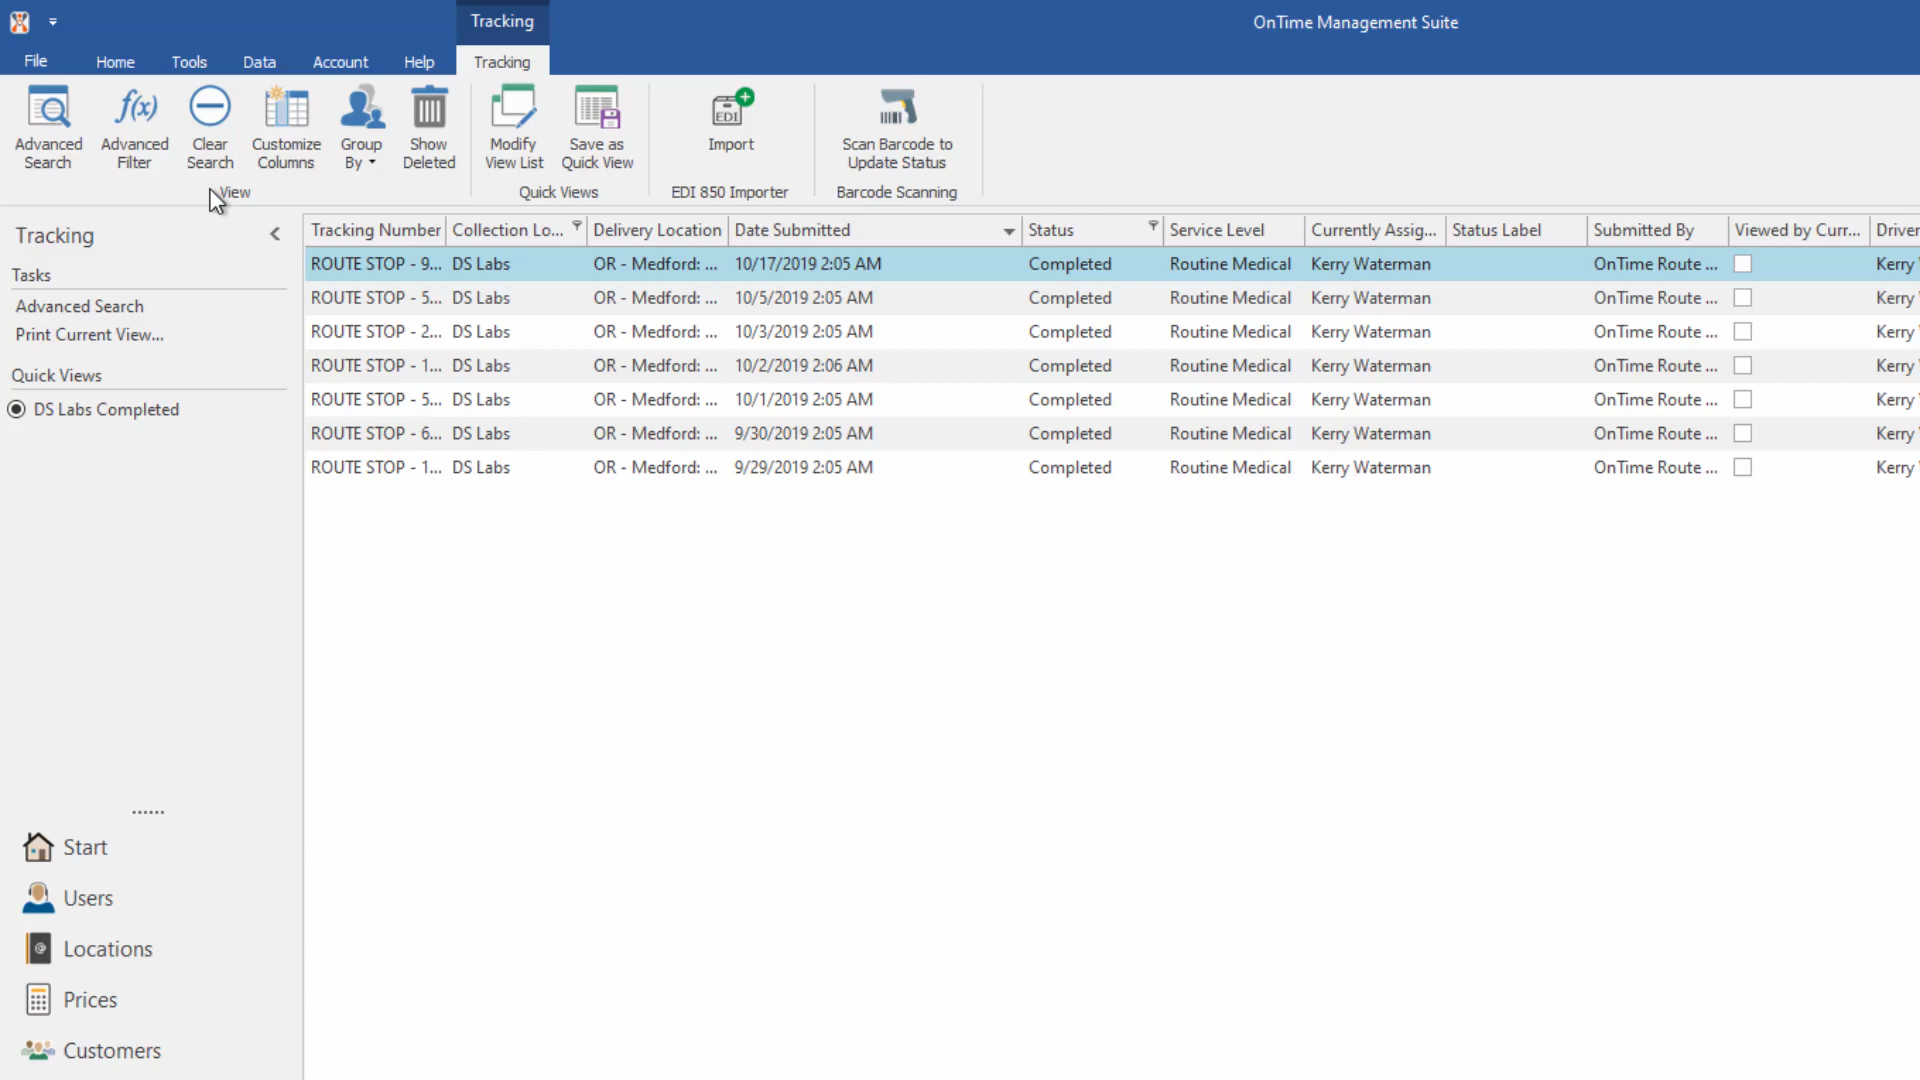 Tracking
OnTime Management Suite
File Home Tools Data Account Help Tracking
Advanced Search
Advanced Filter
Clear Search
Customize Columns
Group By
Show Deleted
View
Modify View List
Save as Quick View
Quick Views
EDI
Import
EDI 850 Importer
Scan Barcode to Update Status
Barcode Scanning
Tracking
Tasks
Advanced Search
Print Current View...
Quick Views
DS Labs Completed
Tracking Number Collection Lo... Delivery Location Date Submitted Status Service Level Currently Assig... Status Label Submitted By Viewed by Curr... Driver
ROUTE STOP - 9... DS Labs OR - Medford: ... 10/17/2019 2:05 AM Completed Routine Medical Kerry Waterman OnTime Route ... Kerry
ROUTE STOP - 5... DS Labs OR - Medford: ... 10/5/2019 2:05 AM Completed Routine Medical Kerry Waterman OnTime Route ... Kerry
ROUTE STOP - 2... DS Labs OR - Medford: ... 10/3/2019 2:05 AM Completed Routine Medical Kerry Waterman OnTime Route ... Kerry
ROUTE STOP - 1... DS Labs OR - Medford: ... 10/2/2019 2:06 AM Completed Routine Medical Kerry Waterman OnTime Route ... Kerry
ROUTE STOP - 5... DS Labs OR - Medford: ... 10/1/2019 2:05 AM Completed Routine Medical Kerry Waterman OnTime Route ... Kerry
ROUTE STOP - 6... DS Labs OR - Medford: ... 9/30/2019 2:05 AM Completed Routine Medical Kerry Waterman OnTime Route ... Kerry
ROUTE STOP - 1... DS Labs OR - Medford: ... 9/29/2019 2:05 AM Completed Routine Medical Kerry Waterman OnTime Route ... Kerry
Start
Users
Locations
Prices
Customers